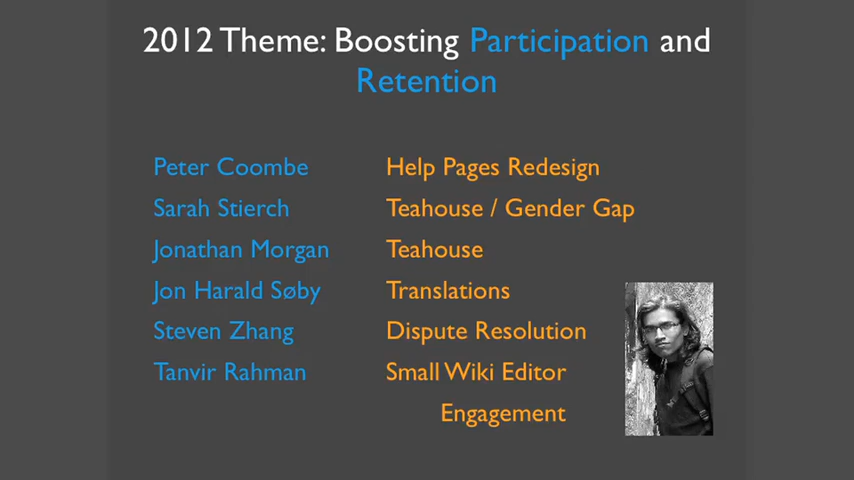 2012 Theme: Boosting Participation and
Retention
Peter Coombe Help Pages Redesign
Sarah Stierch Teahouse / Gender Gap
Jonathan Morgan Teahouse
Jon Harald Søby Translations
Steven Zhang Dispute Resolution
Tanvir Rahman Small Wiki Editor
Engagement